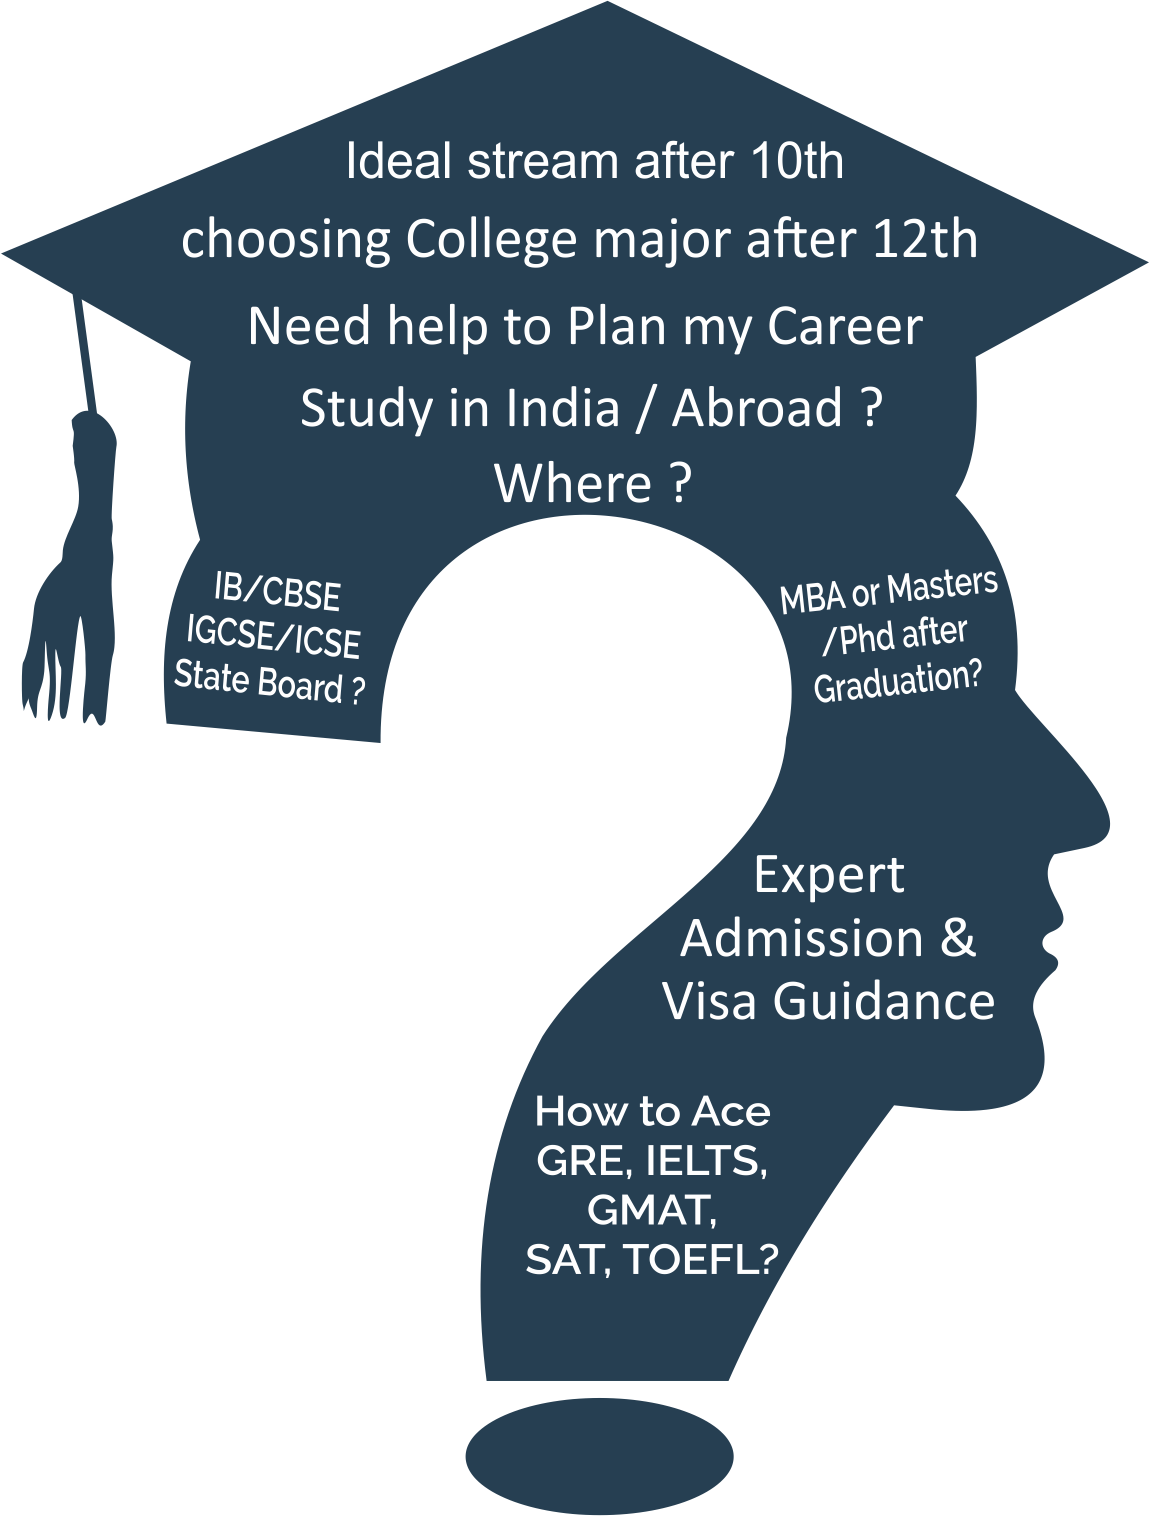 Ideal stream after 10th
choosing College major after 12th
Need help to Plan my Career
Study in India / Abroad ?
Where ?
IB/CBSE
IGCSE/ICSE
State Board ?
MBA or Masters
/Phd after
Graduation?
Expert
Admission &
Visa Guidance
How to Ace
GRE, IELTS,
GMAT,
SAT, TOEFL?